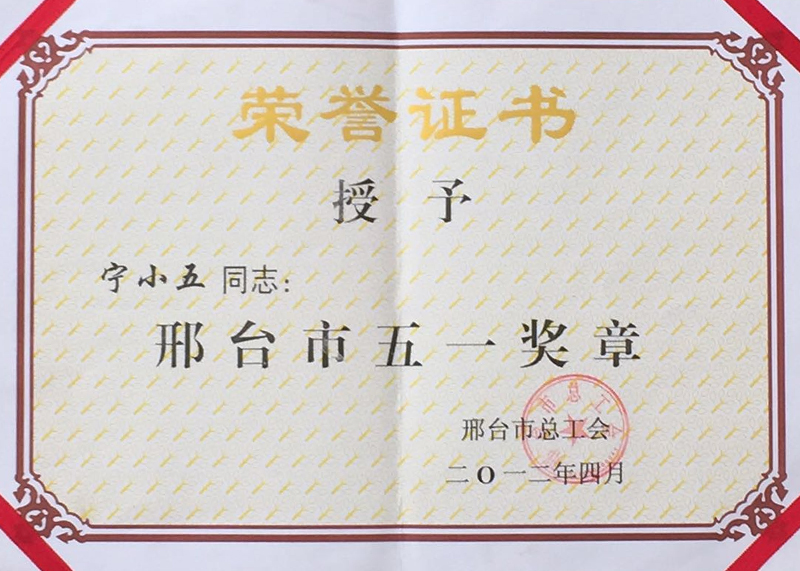 荣誉证书
授予
宁小五同志：
邢台市五一奖章
邢台市总工会
二〇一二年四月